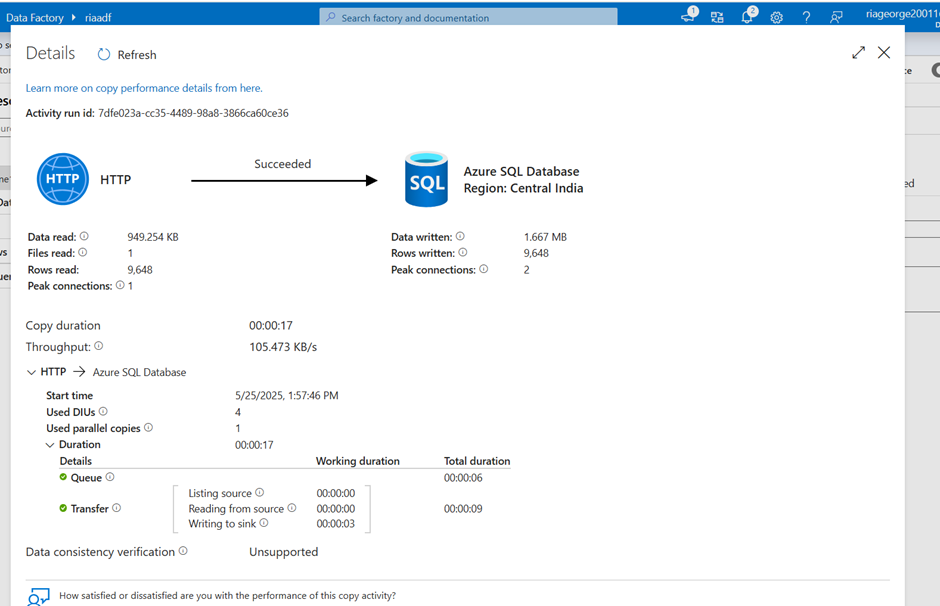 Data Factory riaadf Search factory and documentation 1 2 riageorge20011
Details Refresh
Learn more on copy performance details from here.
Activity run id: 7dfe023a-cc35-4489-98a8-3866ca60ce36
Succeeded
HTTP HTTP SQL Azure SQL Database
Region: Central India
Data read: 949.254 KB Data written: 1.667 MB
Files read: 1 Rows written: 9,648
Rows read: 9,648 Peak connections: 2
Peak connections: 1
Copy duration 00:00:17
Throughput: 105.473 KB/s
HTTP → Azure SQL Database
Start time 5/25/2025, 1:57:46 PM
Used DIUs 4
Used parallel copies 1
Duration 00:00:17
Details Working duration Total duration
Queue 00:00:06
Listing source 00:00:00
Transfer Reading from source 00:00:00 00:00:09
Writing to sink 00:00:03
Data consistency verification Unsupported
How satisfied or dissatisfied are you with the performance of this copy activity?